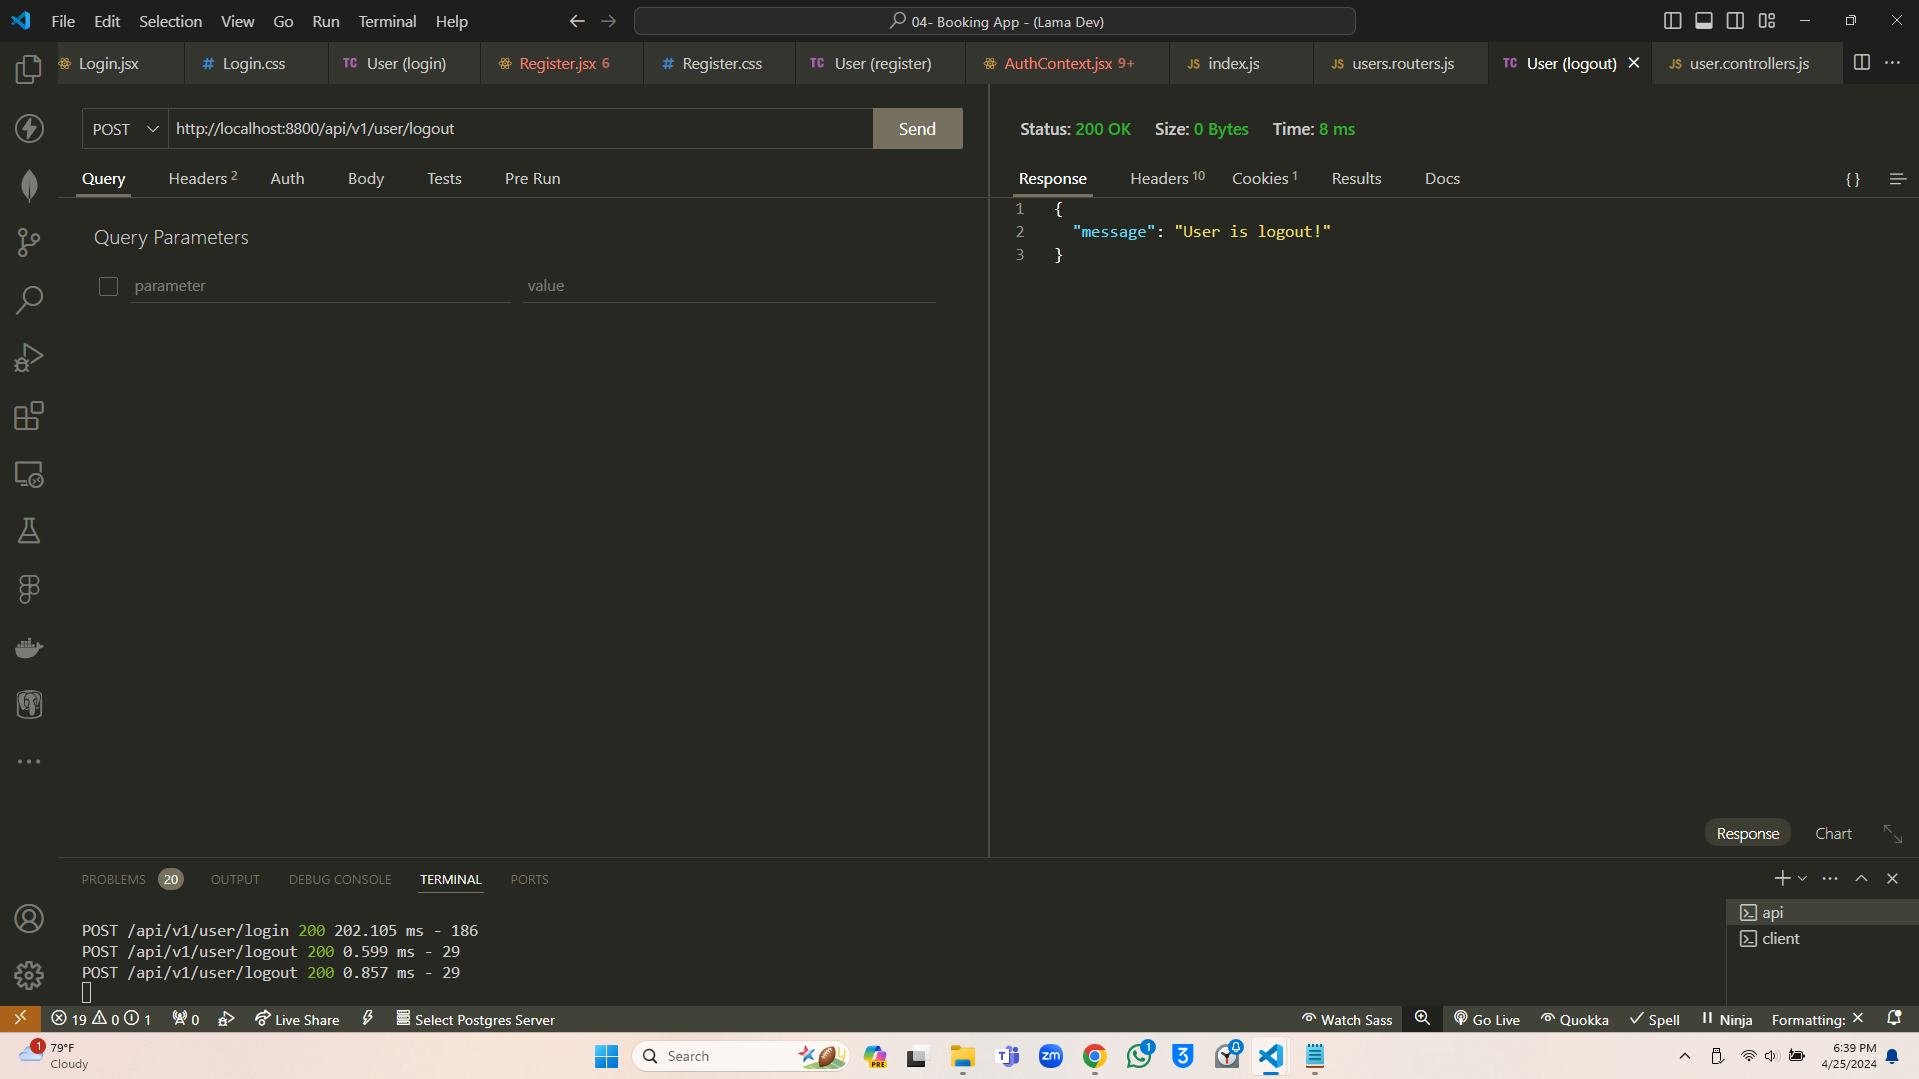 File Edit Selection View Go Run Terminal Help
04- Booking App - (Lama Dev)
Login.jsx # Login.css TC User (login) Register.jsx 6 # Register.css TC User (register) AuthContext.jsx 9+ JS index.js JS users.routers.js TC User (logout) JS user.controllers.js
POST http://localhost:8800/api/v1/user/logout Send
Query Headers 2 Auth Body Tests Pre Run
Query Parameters
parameter value
Status: 200 OK Size: 0 Bytes Time: 8 ms
Response Headers 10 Cookies 1 Results Docs { }
1 {
2 "message": "User is logout!"
3 }
Response Chart
PROBLEMS 20 OUTPUT DEBUG CONSOLE TERMINAL PORTS
POST /api/v1/user/login 200 202.105 ms - 186
POST /api/v1/user/logout 200 0.599 ms - 29
POST /api/v1/user/logout 200 0.857 ms - 29
api
client
19 0 1 0 Live Share Select Postgres Server Watch Sass Go Live Quokka Spell Ninja Formatting:
1 79°F
Cloudy
Search
PRE
zm
1
3
6:39 PM
4/25/2024